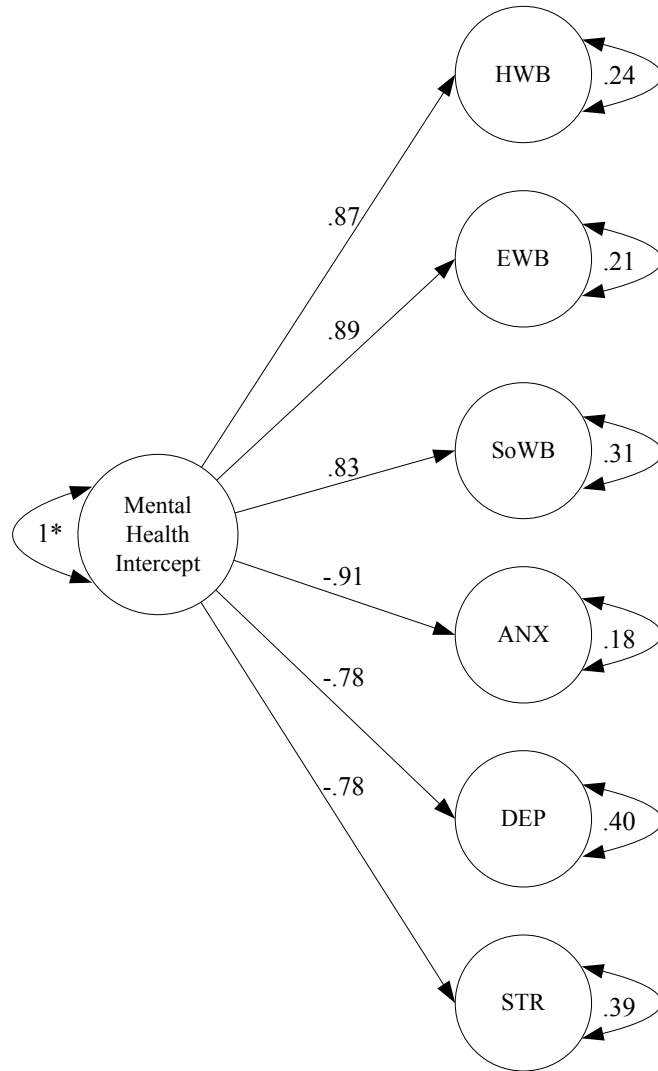 HWB
.24
.87
EWB
.21
.89
SoWB
.31
.83
Mental
Health
Intercept
1*
-.91
ANX
.18
-.78
DEP
.40
-.78
STR
.39